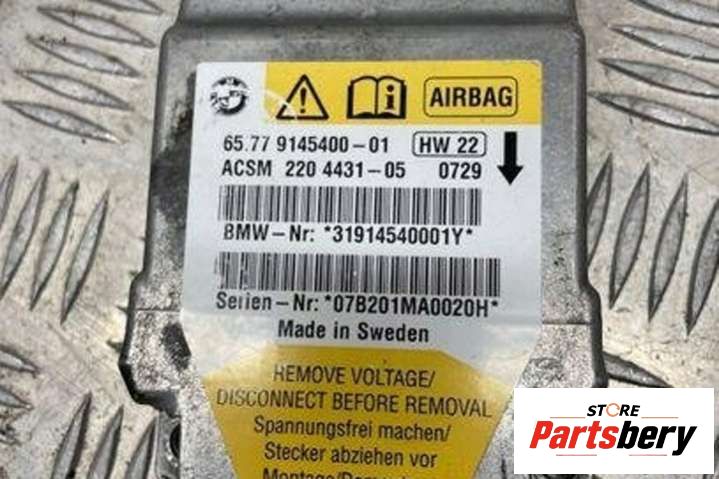 AIRBAG
65.77 9145400-01 HW 22
ACSM 220 4431-05 0729
BMW-Nr: *31914540001Y*
Serien-Nr: *07B201MA0020H*
Made in Sweden
REMOVE VOLTAGE/
DISCONNECT BEFORE REMOVAL
Spannungsfrei machen/
Stecker abziehen vor
STORE
Partsbery